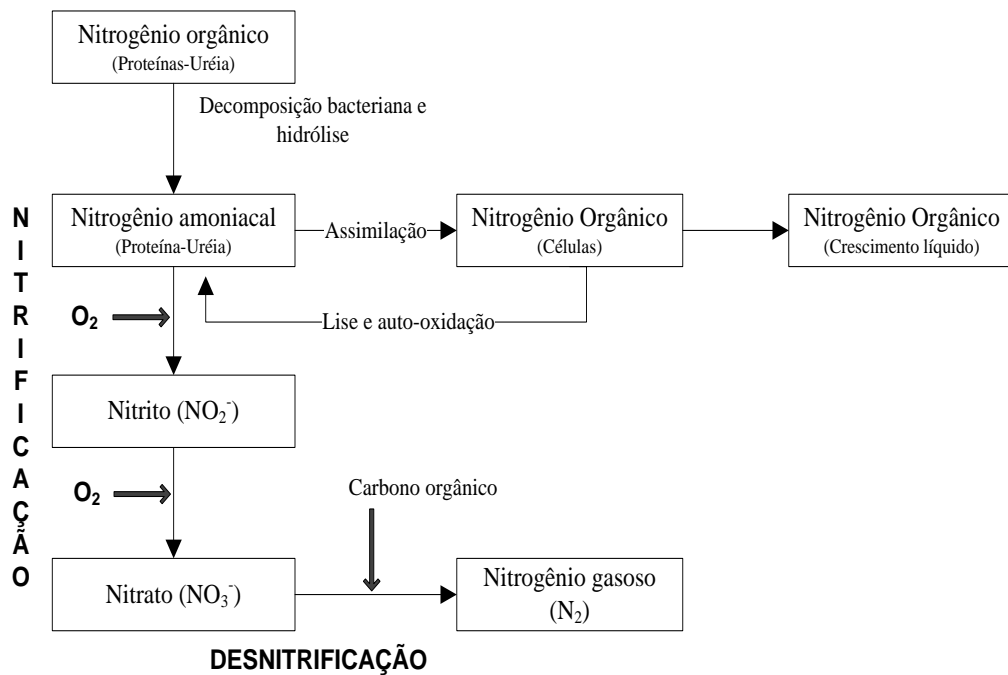 Nitrogênio orgânico
(Proteínas-Uréia)
Decomposição bacteriana e
hidrólise
NITRIFICAÇÃO
Nitrogênio amoniacal
(Proteína-Uréia)
Assimilação
Nitrogênio Orgânico
(Células)
Nitrogênio Orgânico
(Crescimento líquido)
O₂
Lise e auto-oxidação
Nitrito (NO₂⁻)
O₂
Carbono orgânico
Nitrato (NO₃⁻)
Nitrogênio gasoso
(N₂)
DESNITRIFICAÇÃO